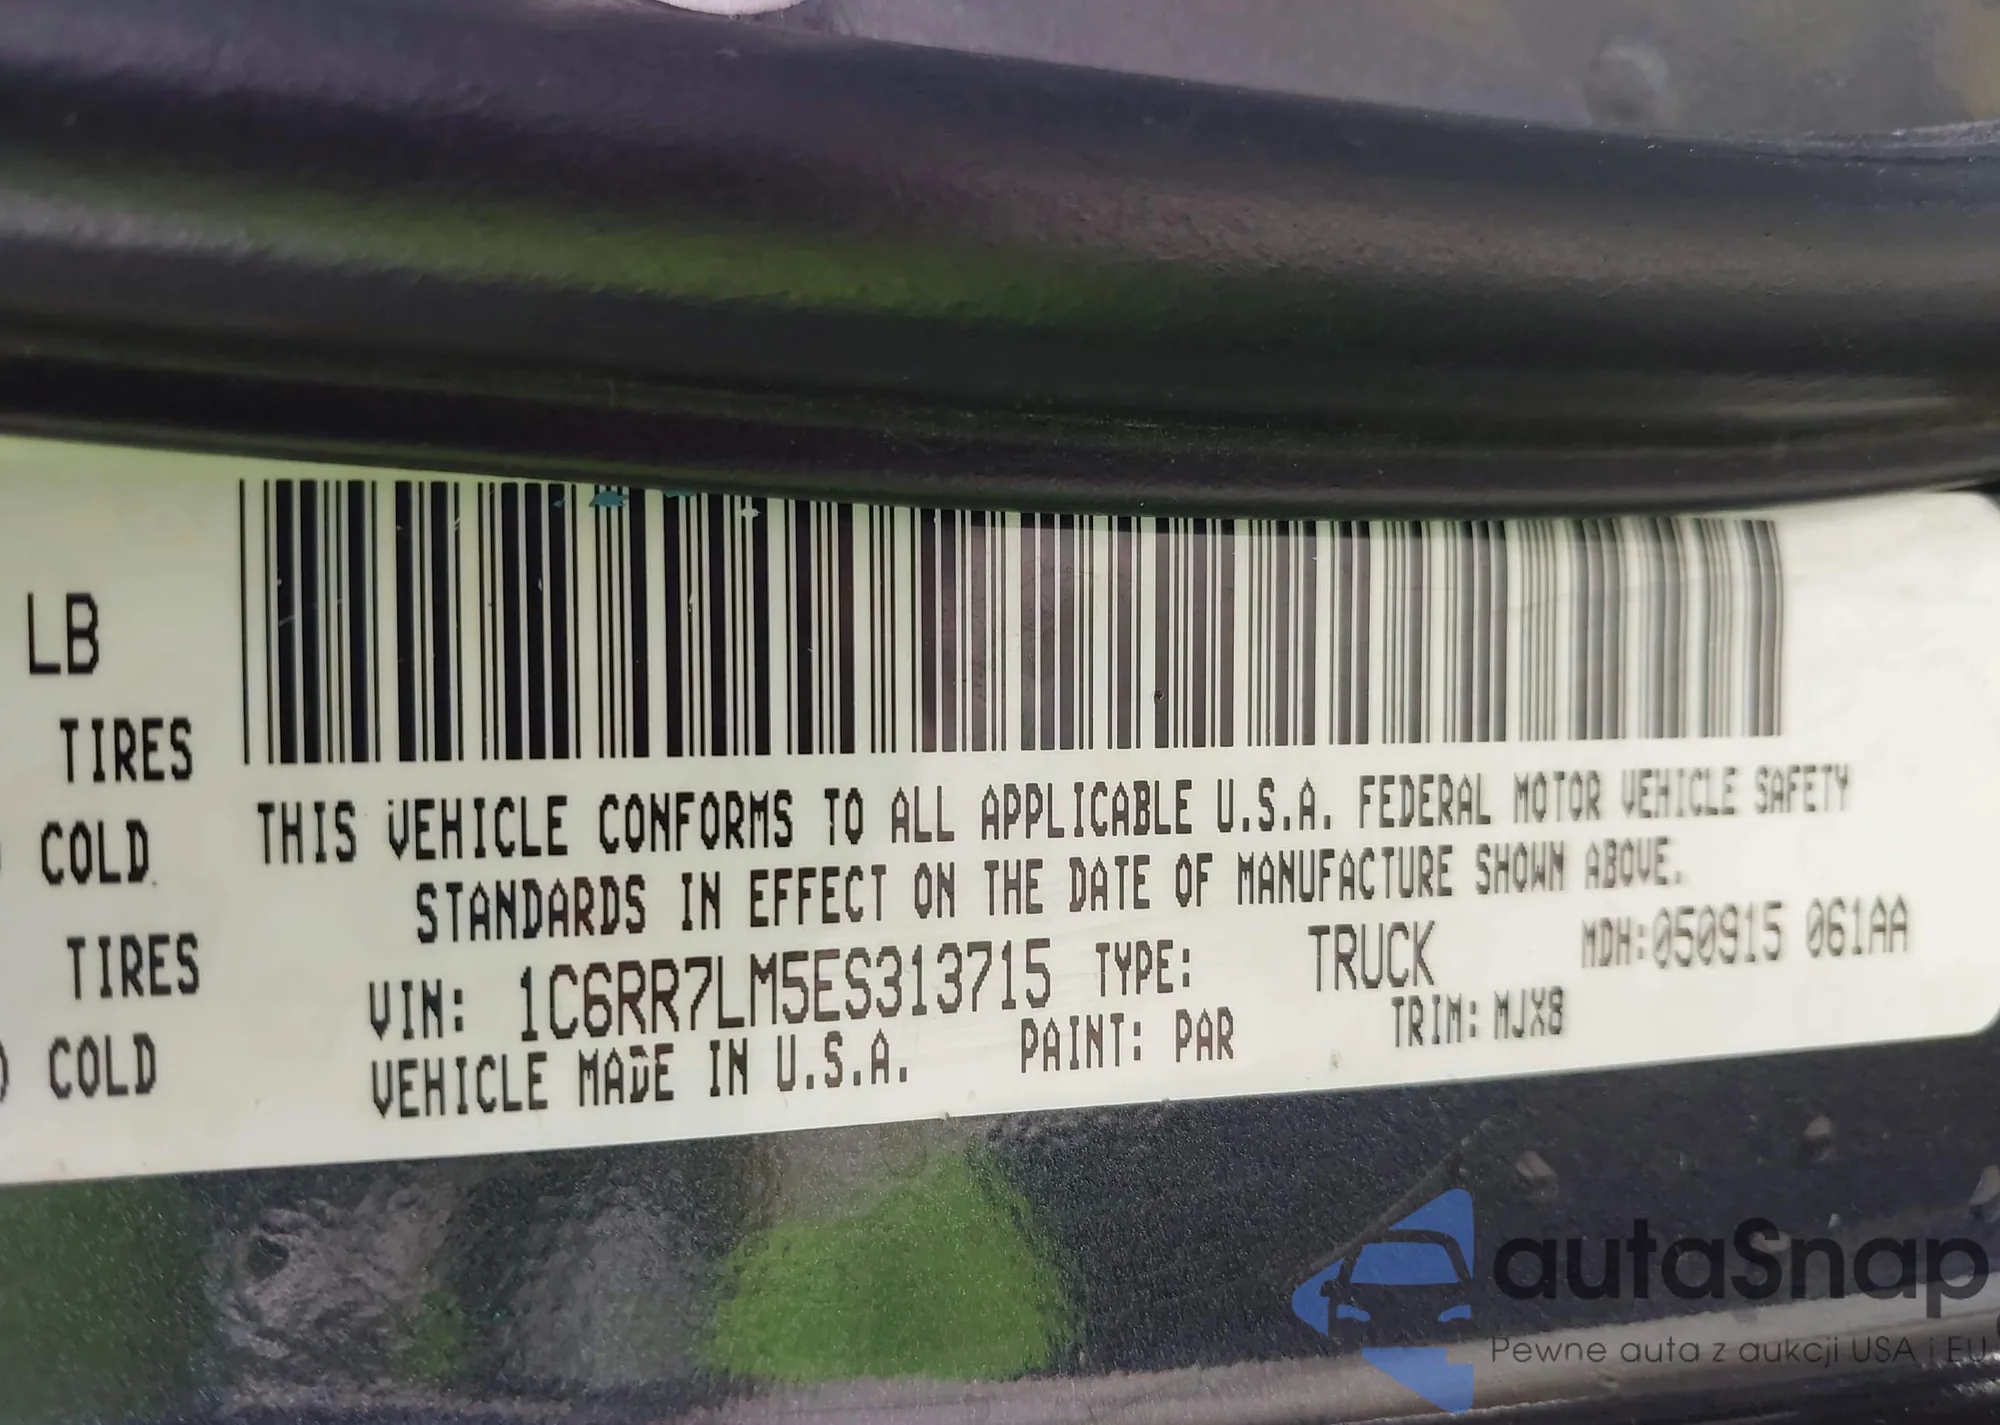 LB
TIRES
COLD
TIRES
COLD
THIS VEHICLE CONFORMS TO ALL APPLICABLE U.S.A. FEDERAL MOTOR VEHICLE SAFETY
STANDARDS IN EFFECT ON THE DATE OF MANUFACTURE SHOWN ABOVE.
VIN: 1C6RR7LM5ES313715 TYPE: TRUCK MDH:050915 061AA
VEHICLE MADE IN U.S.A. PAINT: PAR TRIM: MJX8
autaSnap
Pewne auta z aukcji USA i EU